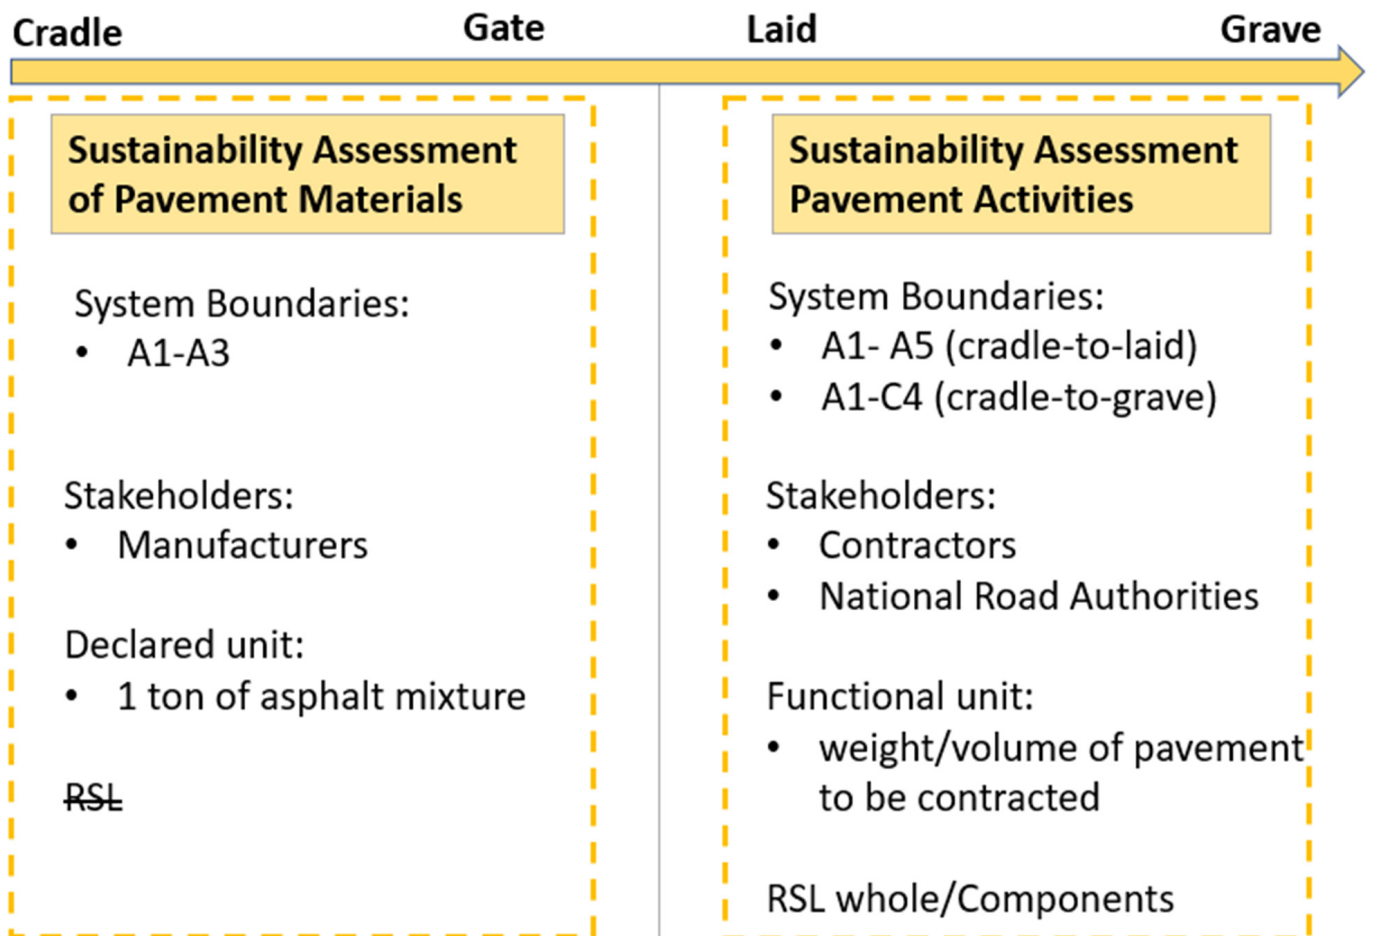 Cradle Gate Laid Grave
Sustainability Assessment
of Pavement Materials
System Boundaries:
• A1-A3
Stakeholders:
• Manufacturers
Declared unit:
• 1 ton of asphalt mixture
RSL
Sustainability Assessment
Pavement Activities
System Boundaries:
• A1- A5 (cradle-to-laid)
• A1-C4 (cradle-to-grave)
Stakeholders:
• Contractors
• National Road Authorities
Functional unit:
• weight/volume of pavement
to be contracted
RSL whole/Components